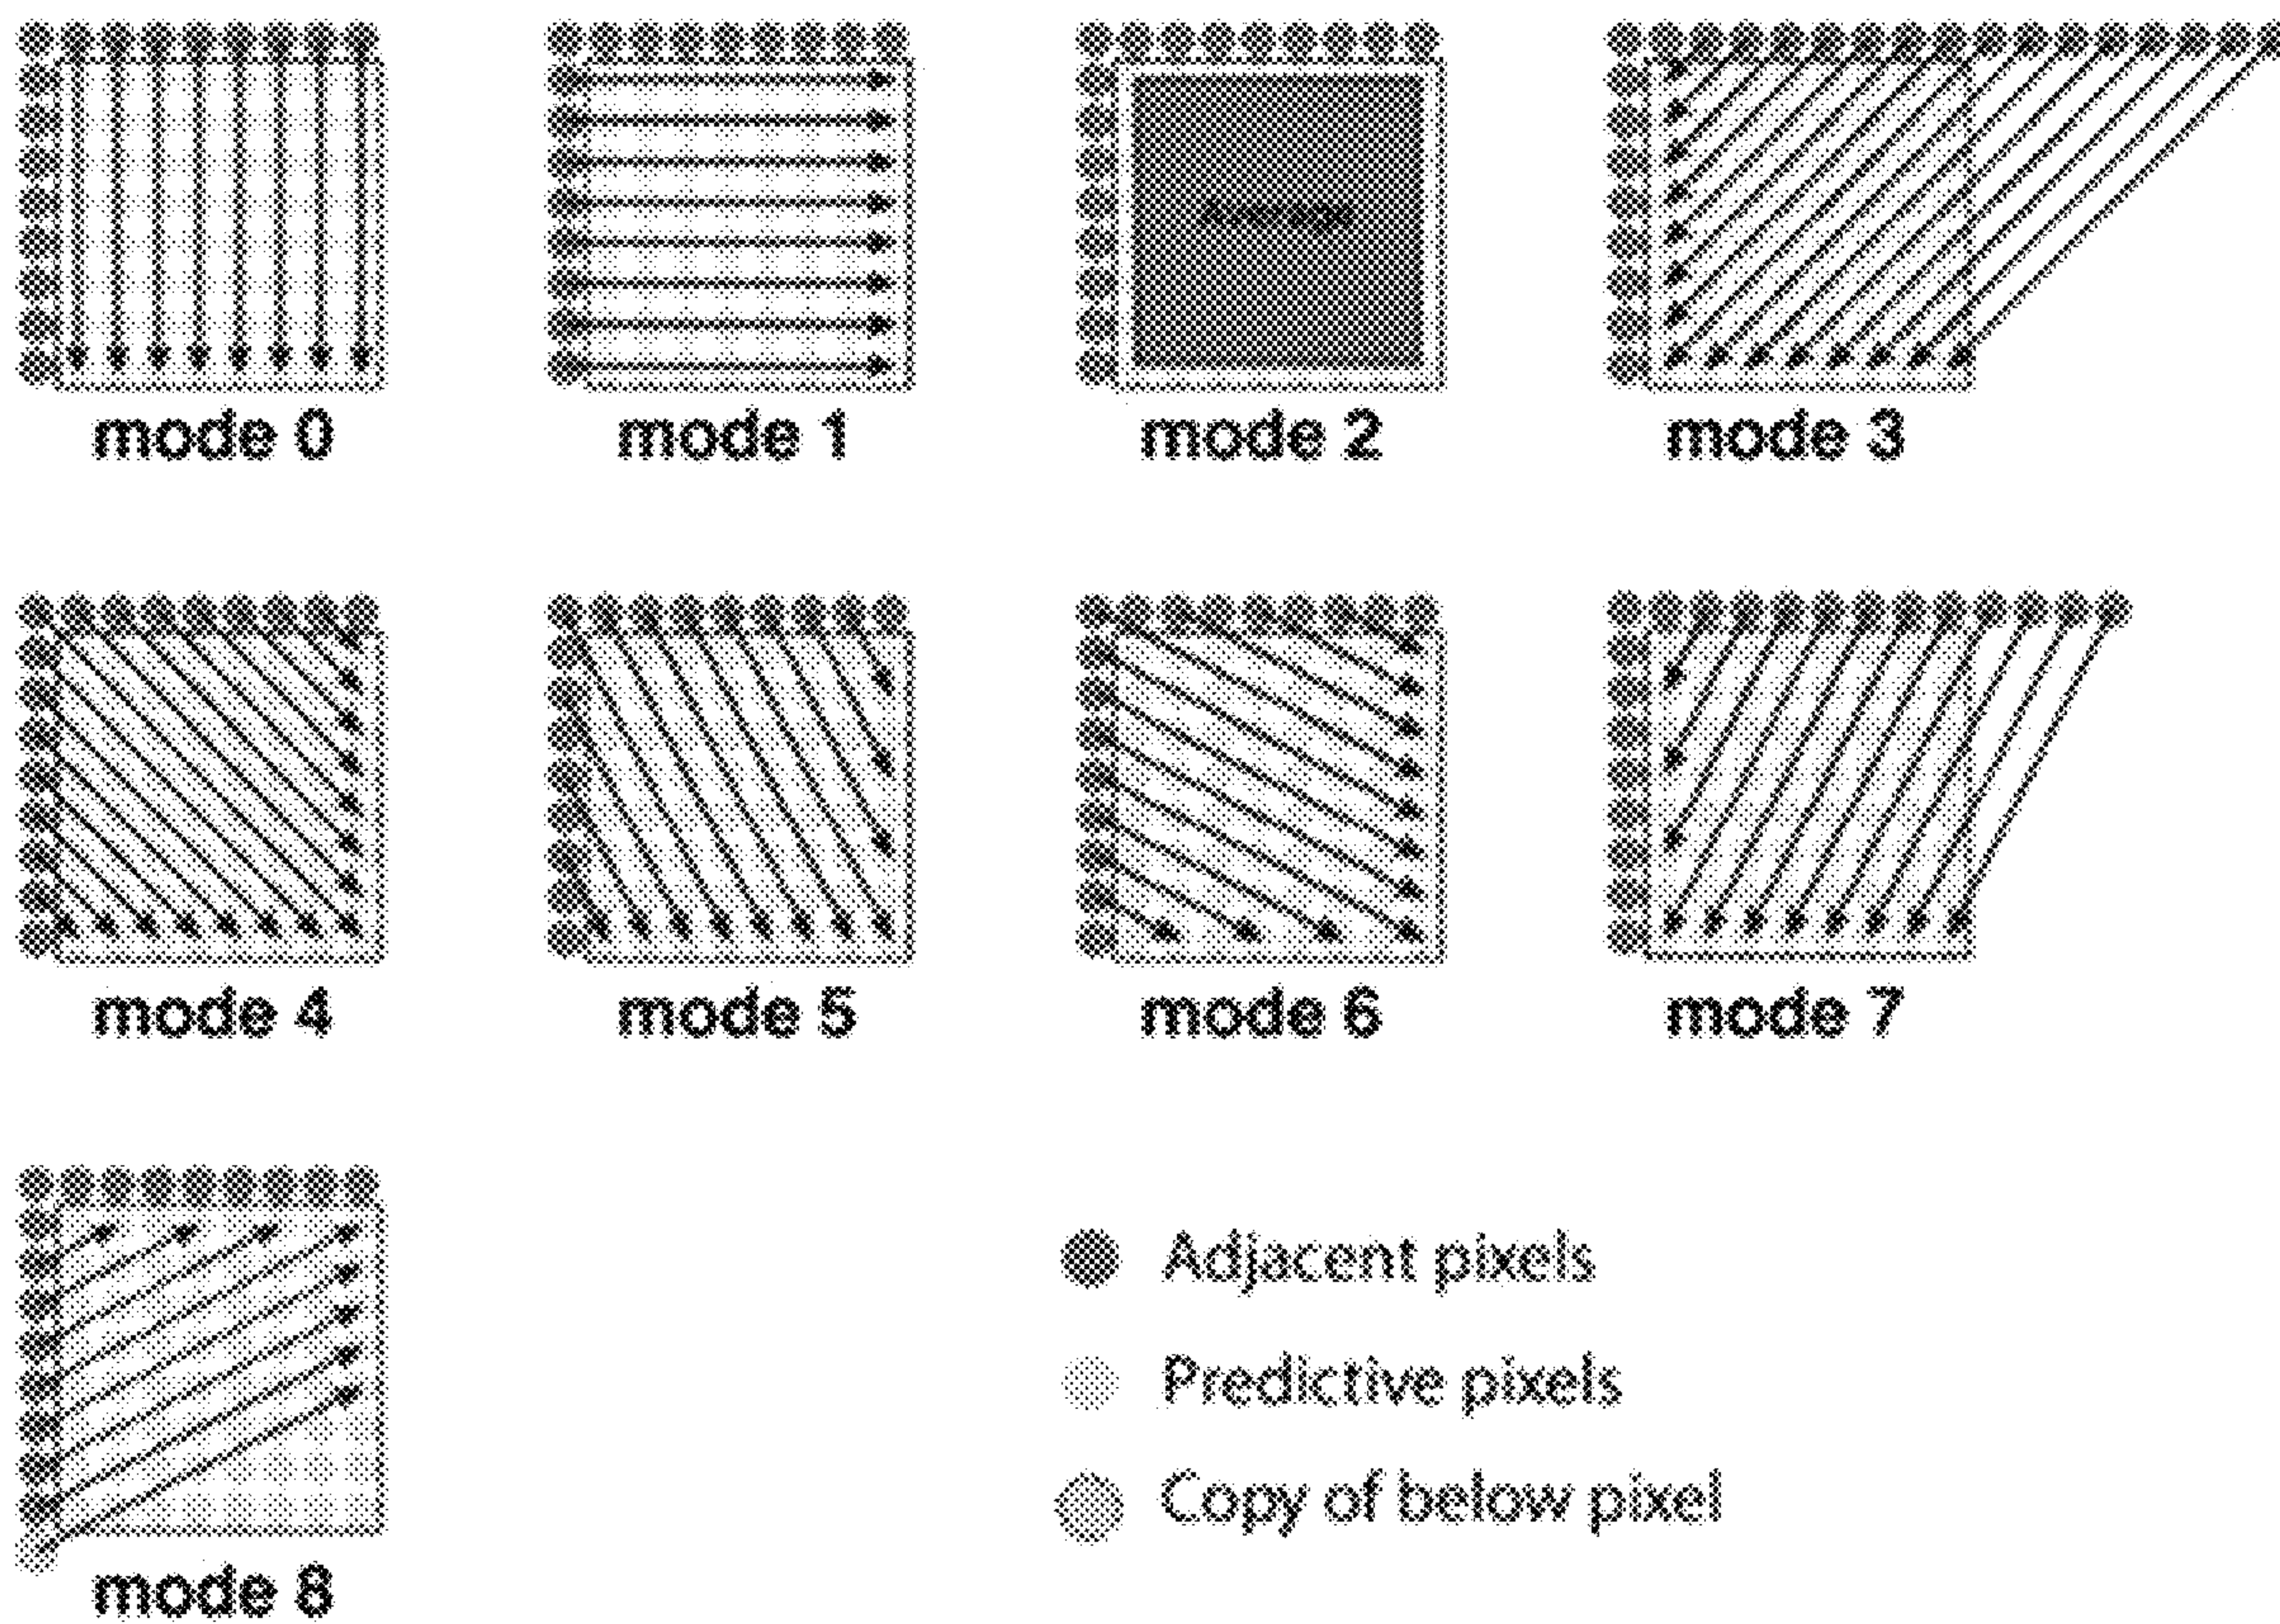 mode 0
mode 1
mode 2
mode 3
mode 4
mode 5
mode 6
mode 7
mode 8
Adjacent pixels
Predictive pixels
Copy of below pixel